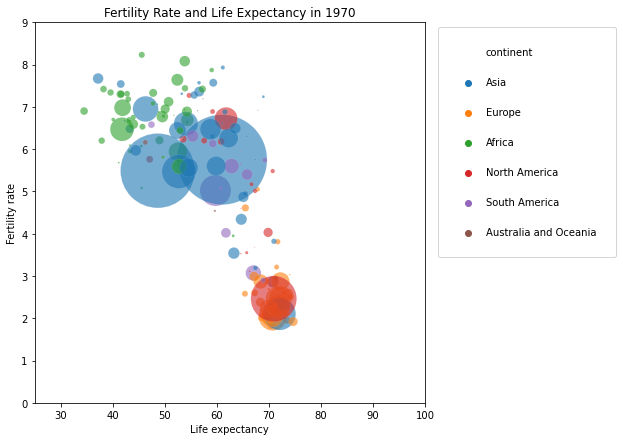 Fertility Rate and Life Expectancy in 1970
9
8
7
6
5
4
3
2
1
0
Fertility rate
30 40 50 60 70 80 90 100
Life expectancy
continent
Asia
Europe
Africa
North America
South America
Australia and Oceania